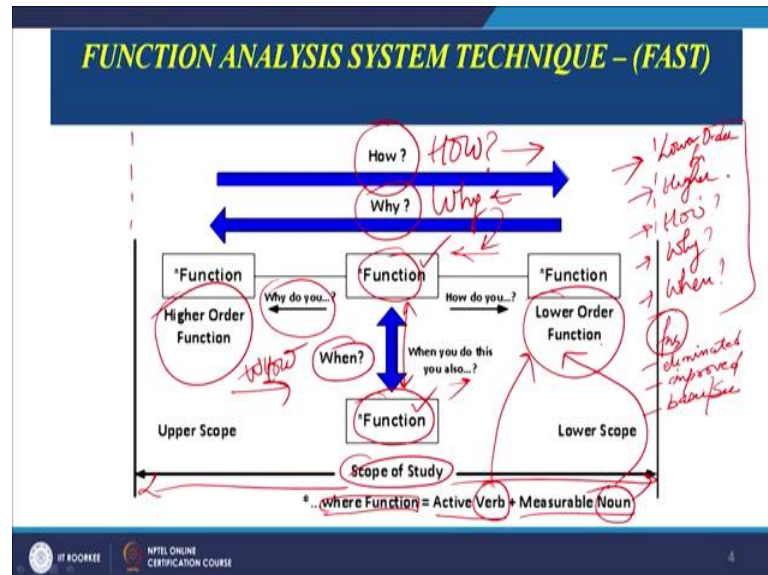 FUNCTION ANALYSIS SYSTEM TECHNIQUE – (FAST)
How ?
HOW?
Why ?
Why
*Function
*Function
*Function
Higher Order
Function
Why do you...?
How do you...?
Lower Order
Function
When?
When you do this
you also...?
*Function
Upper Scope
Lower Scope
Scope of Study
*...where Function = Active Verb + Measurable Noun
Lower Order
Higher
How?
Why?
When?
eliminated
improved
IIT ROORKEE
NPTEL ONLINE
CERTIFICATION COURSE
4